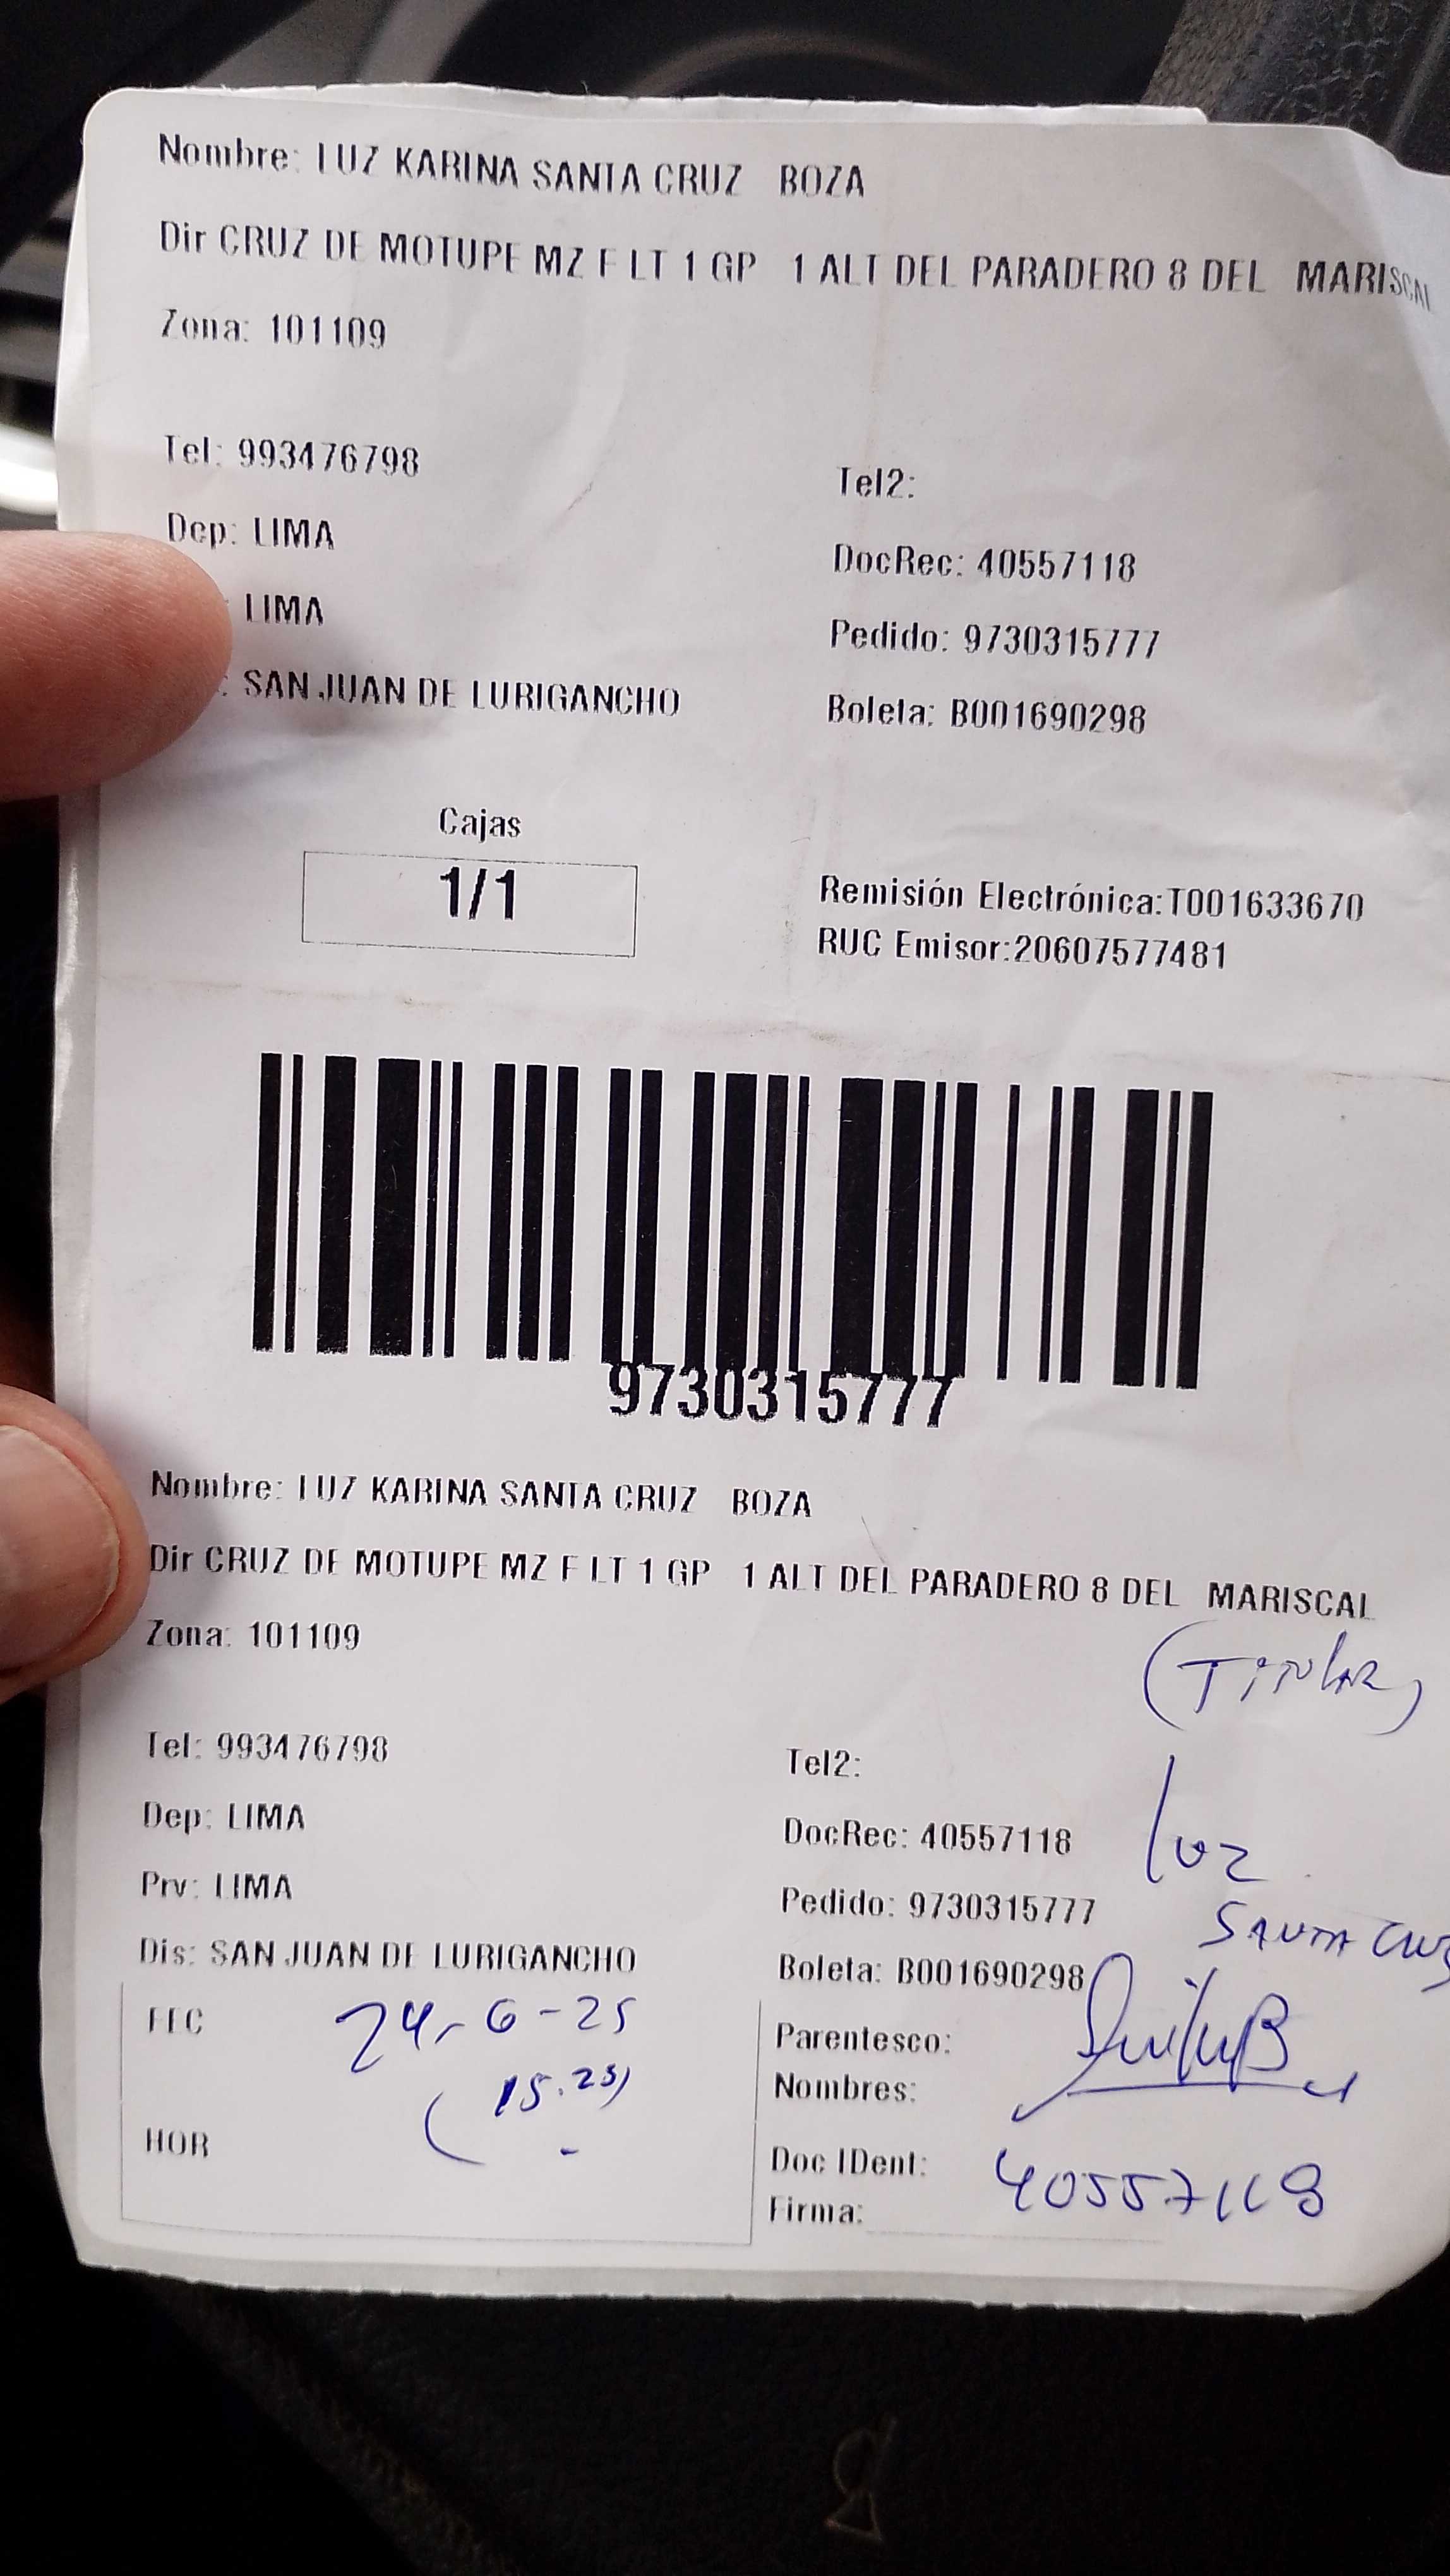 Nombre: LUZ KARINA SANTA CRUZ BOZA
Dir CRUZ DE MOTUPE MZ F LT 1 GP 1 ALT DEL PARADERO 8 DEL MARISCAL
Zona: 101109
Tel: 993476798
Tel2:
Dep: LIMA
DocRec: 40557118
: LIMA
Pedido: 9730315777
: SAN JUAN DE LURIGANCHO
Boleta: B001690298
Cajas
1/1
Remisión Electrónica:T001633670
RUC Emisor:20607577481
9730315777
Nombre: LUZ KARINA SANTA CRUZ BOZA
Dir CRUZ DE MOTUPE MZ F LT 1 GP 1 ALT DEL PARADERO 8 DEL MARISCAL
Zona: 101109
(TITULAR)
Tel: 993476798
Tel2:
Dep: LIMA
DocRec: 40557118
Luz
Prv: LIMA
Pedido: 9730315777
SANTA CRUZ
Dis: SAN JUAN DE LURIGANCHO
Boleta: B001690298
FEC
24-6-25
Parentesco:
(15.25)
Nombres:
HOR
Doc IDent:
40557118
Firma: